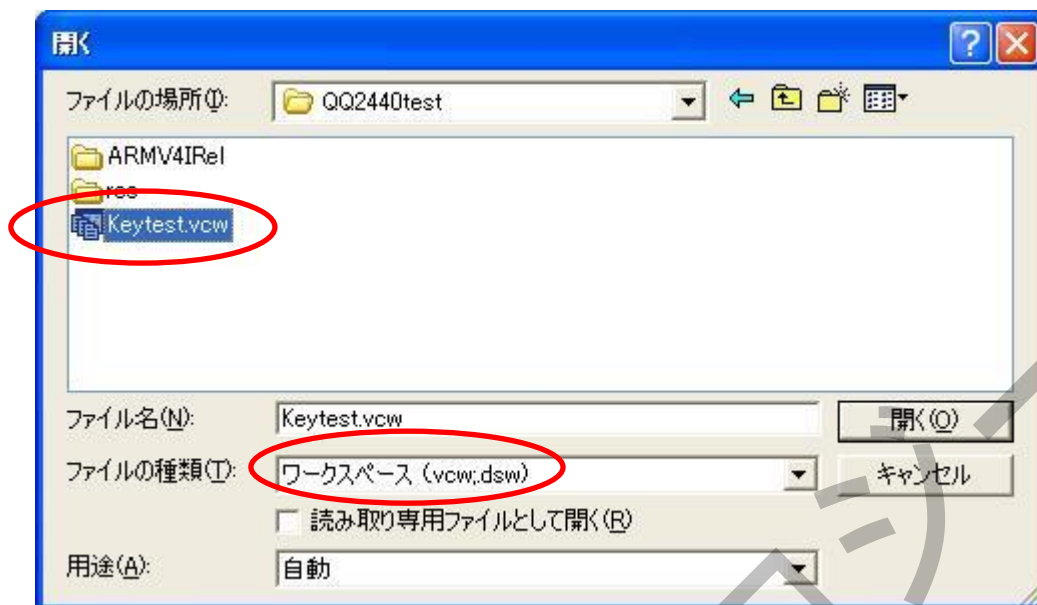 開く
ファイルの場所(I):
QQ2440test
ARMV4IRel
res
Keytest.vcw
ファイル名(N):
Keytest.vcw
開く(O)
ファイルの種類(T):
ワークスペース (vcw;.dsw)
キャンセル
読み取り専用ファイルとして開く(R)
用途(A):
自動